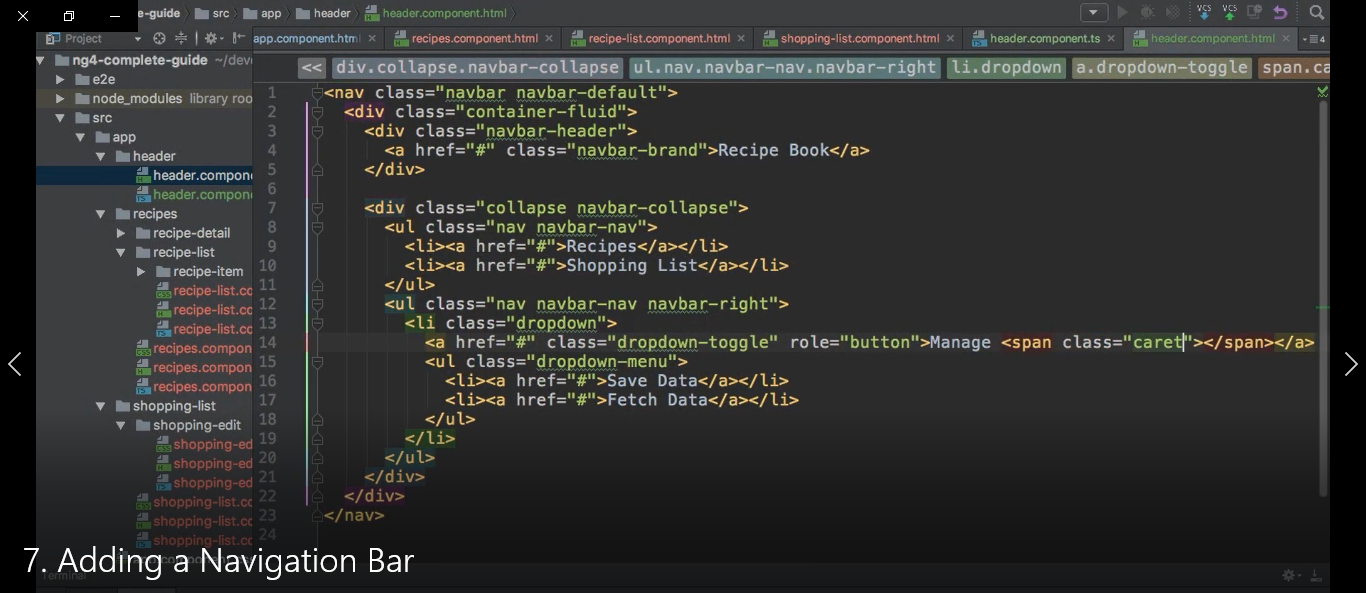 e-guide src app header header.component.html
Project app.component.html recipes.component.html recipe-list.component.html shopping-list.component.html header.component.ts header.component.html 4
VCS VCS
ng4-complete-guide ~/dev
<< div.collapse.navbar-collapse ul.nav.navbar-nav.navbar-right li.dropdown a.dropdown-toggle span.ca
e2e
node_modules library roo
src
app
header
header.compon
header.compon
recipes
recipe-detail
recipe-list
recipe-item
recipe-list.co
recipe-list.c
recipe-list.cc
recipes.compon
recipes.compon
recipes.compon
shopping-list
shopping-edit
shopping-ed
shopping-ed
shopping-ed
shopping-list.cc
shopping-list.cc
shopping-list.cc
1 <nav class="navbar navbar-default">
2 <div class="container-fluid">
3 <div class="navbar-header">
4 <a href="#" class="navbar-brand">Recipe Book</a>
5 </div>
6
7 <div class="collapse navbar-collapse">
8 <ul class="nav navbar-nav">
9 <li><a href="#">Recipes</a></li>
10 <li><a href="#">Shopping List</a></li>
11 </ul>
12 <ul class="nav navbar-nav navbar-right">
13 <li class="dropdown">
14 <a href="#" class="dropdown-toggle" role="button">Manage <span class="caret"></span></a>
15 <ul class="dropdown-menu">
16 <li><a href="#">Save Data</a></li>
17 <li><a href="#">Fetch Data</a></li>
18 </ul>
19 </li>
20 </ul>
21 </div>
22 </div>
23 </nav>
24
7. Adding a Navigation Bar
Terminal